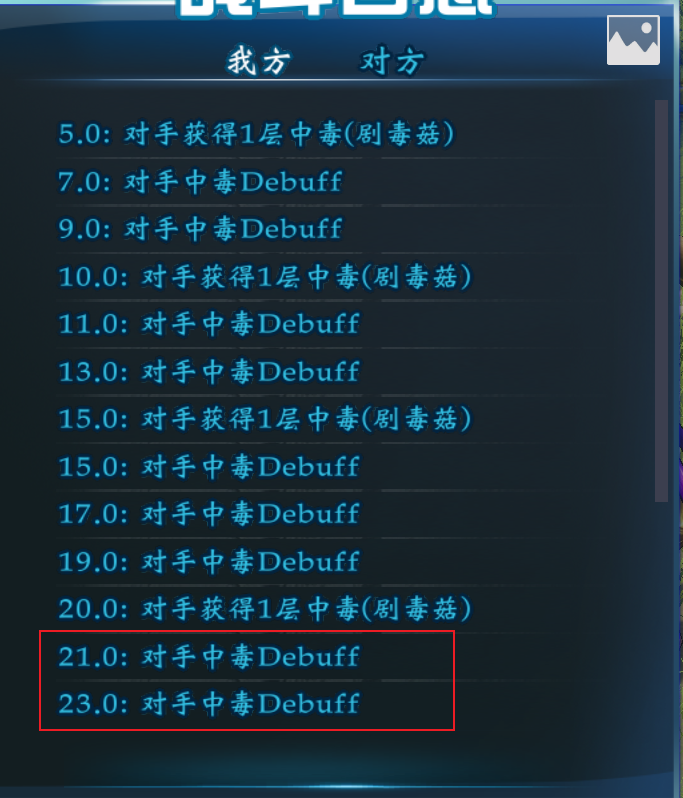 我方 对方
5.0: 对手获得1层中毒(剧毒菇)
7.0: 对手中毒Debuff
9.0: 对手中毒Debuff
10.0: 对手获得1层中毒(剧毒菇)
11.0: 对手中毒Debuff
13.0: 对手中毒Debuff
15.0: 对手获得1层中毒(剧毒菇)
15.0: 对手中毒Debuff
17.0: 对手中毒Debuff
19.0: 对手中毒Debuff
20.0: 对手获得1层中毒(剧毒菇)
21.0: 对手中毒Debuff
23.0: 对手中毒Debuff